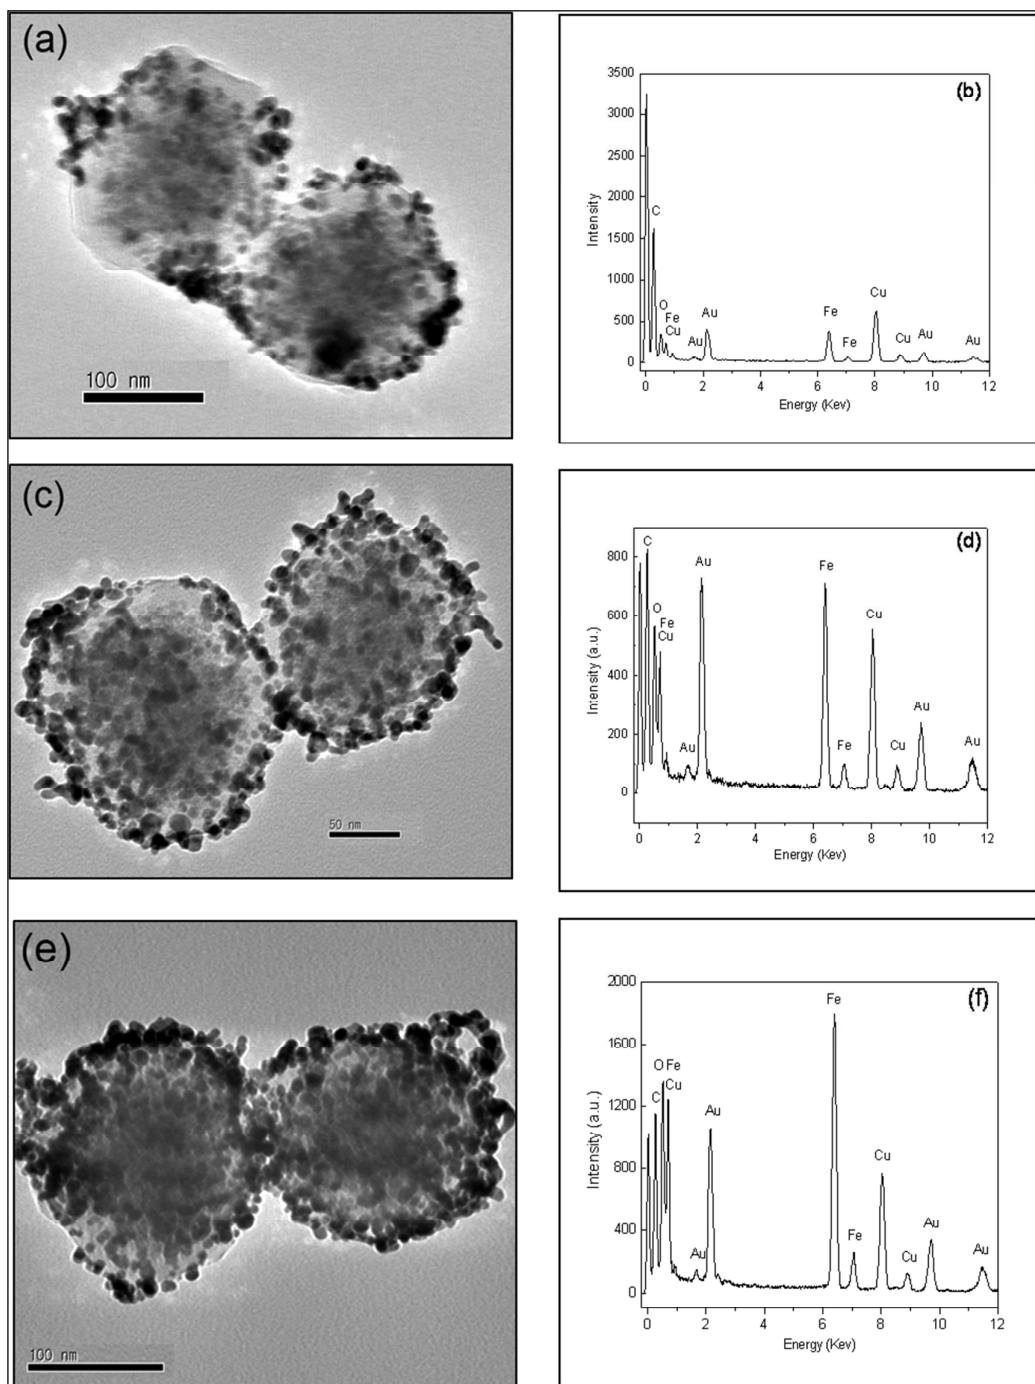 (a)
100 nm
(b)
3500
3000
2500
2000
1500
1000
500
0
Intensity
C
O
Fe
Cu
Au
Au
Fe
Fe
Cu
Cu
Au
Au
0 2 4 6 8 10 12
Energy (Kev)
(c)
50 nm
(d)
800
600
400
200
0
Intensity (a.u.)
C
O
Fe
Cu
Au
Au
Fe
Fe
Cu
Cu
Au
Au
0 2 4 6 8 10 12
Energy (Kev)
(e)
100 nm
(f)
2000
1600
1200
800
400
0
Intensity (a.u.)
C
O Fe
Cu
Au
Au
Fe
Fe
Cu
Cu
Au
Au
0 2 4 6 8 10 12
Energy (Kev)